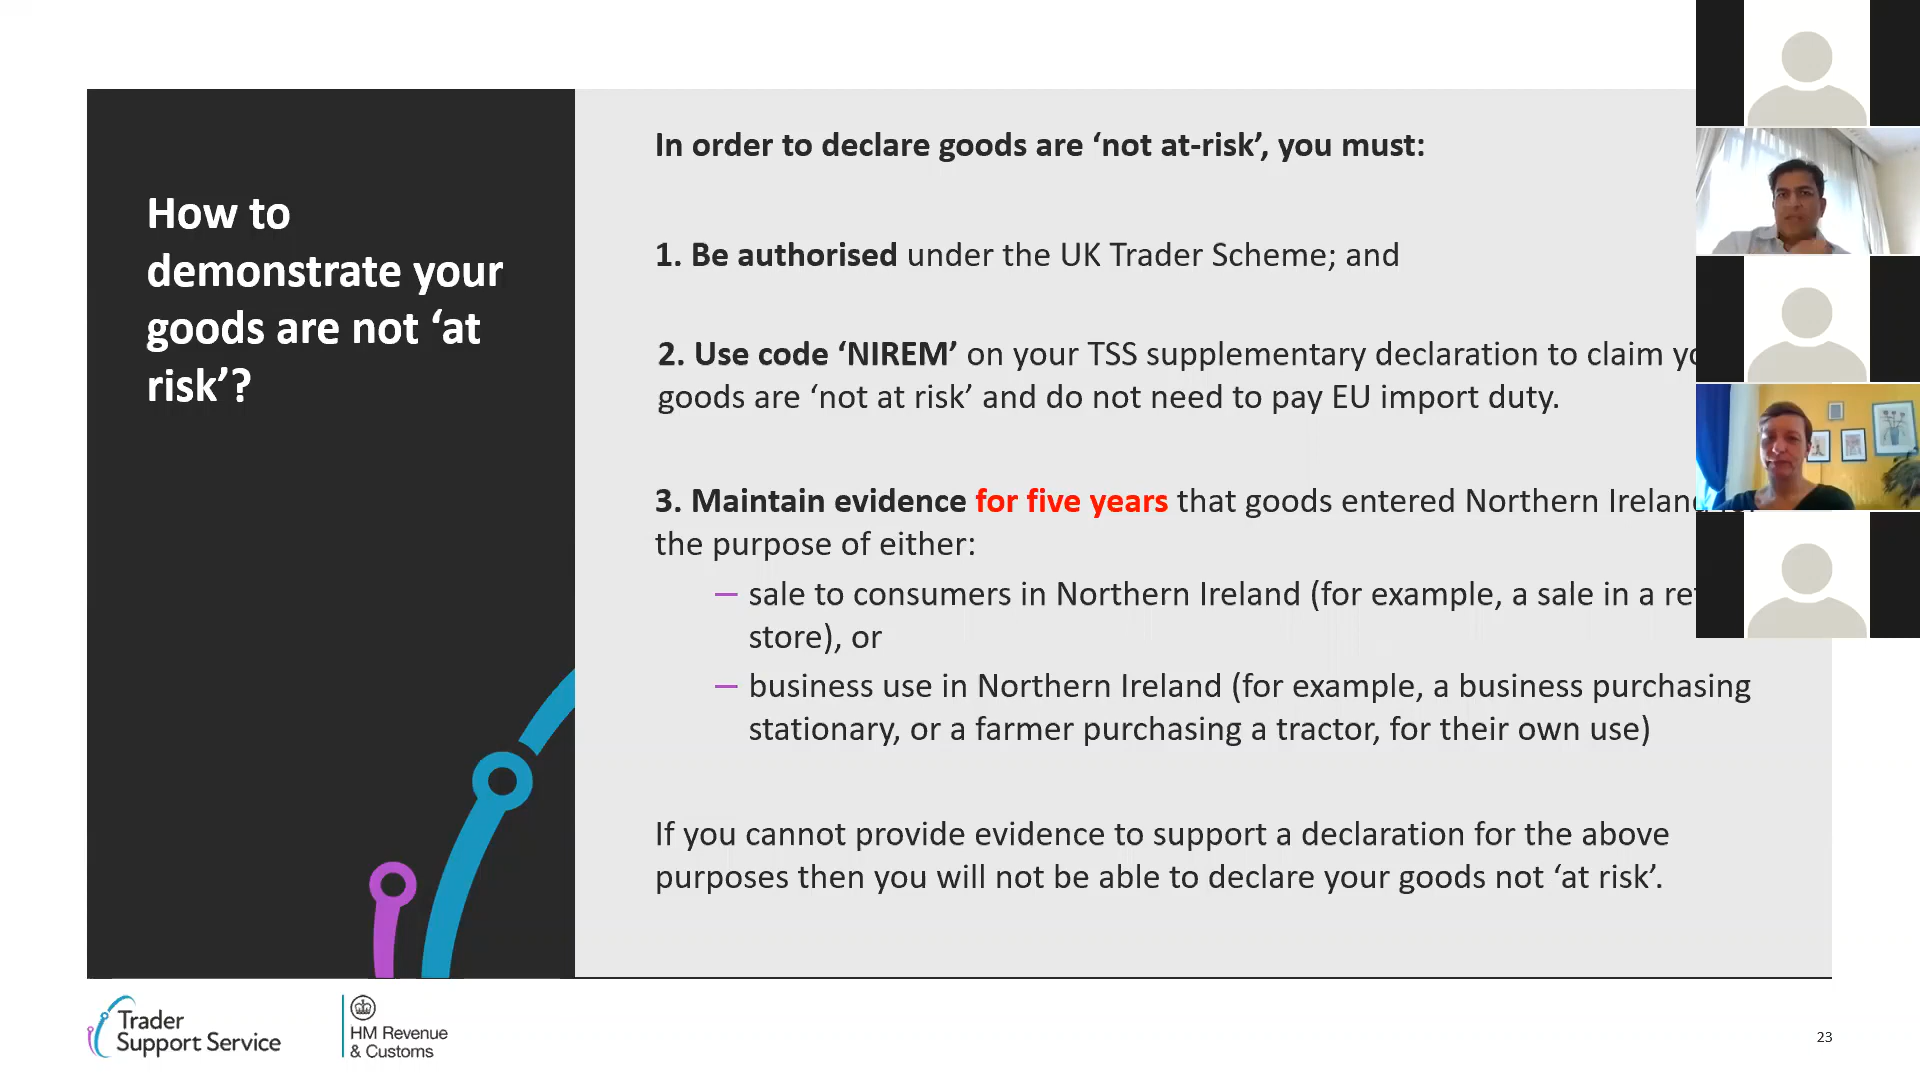 How to
demonstrate your
goods are not ‘at
risk’?
In order to declare goods are ‘not at-risk’, you must:
1. Be authorised under the UK Trader Scheme; and
2. Use code ‘NIREM’ on your TSS supplementary declaration to claim
goods are ‘not at risk’ and do not need to pay EU import duty.
3. Maintain evidence for five years that goods entered Northern
the purpose of either:
– sale to consumers in Northern Ireland (for example, a sale in a
store), or
– business use in Northern Ireland (for example, a business purchasing
stationary, or a farmer purchasing a tractor, for their own use)
If you cannot provide evidence to support a declaration for the above
purposes then you will not be able to declare your goods not ‘at risk’.
Trader
Support Service
HM Revenue
& Customs
23